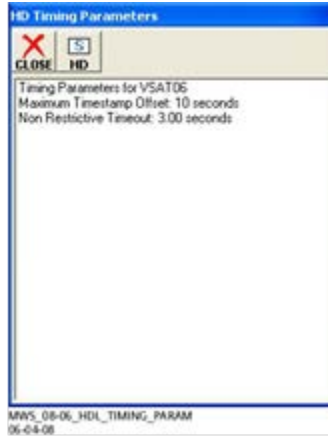 HD Timing Parameters
CLOSE
S
HD
Timing Parameters for VSAT06
Maximum Timestamp Offset: 10 seconds
Non Restrictive Timeout: 3.00 seconds
MWS_08-06_HDL_TIMING_PARAM
06-04-08